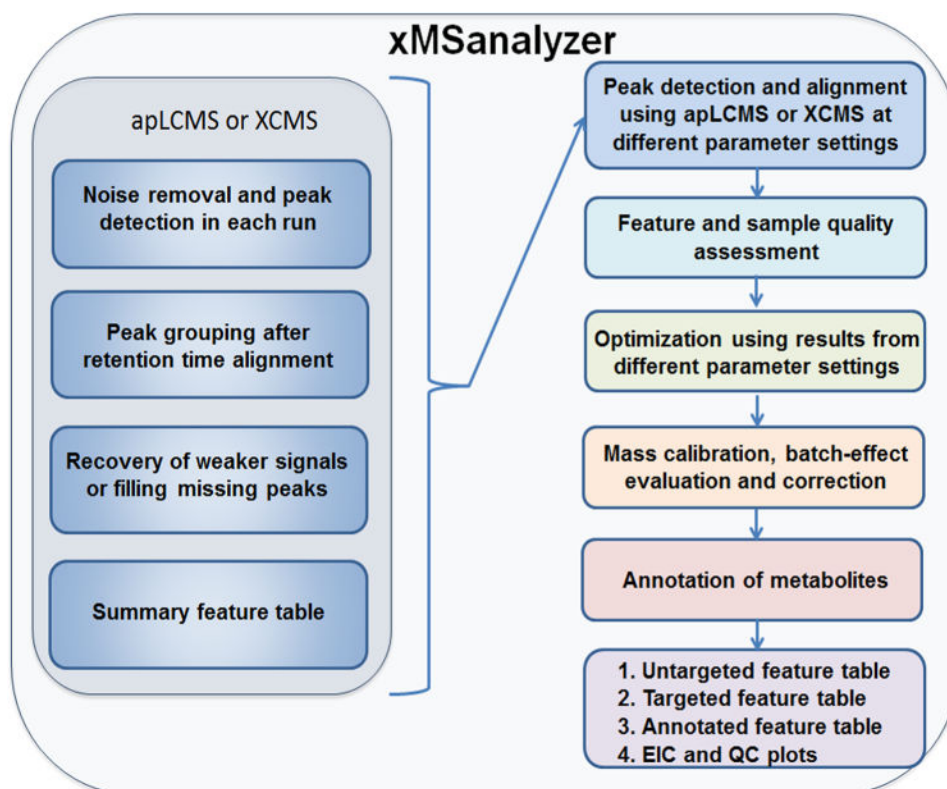 xMSanalyzer
apLCMS or XCMS
Noise removal and peak
detection in each run
Peak grouping after
retention time alignment
Recovery of weaker signals
or filling missing peaks
Summary feature table
Peak detection and alignment
using apLCMS or XCMS at
different parameter settings
Feature and sample quality
assessment
Optimization using results from
different parameter settings
Mass calibration, batch-effect
evaluation and correction
Annotation of metabolites
1. Untargeted feature table
2. Targeted feature table
3. Annotated feature table
4. EIC and QC plots